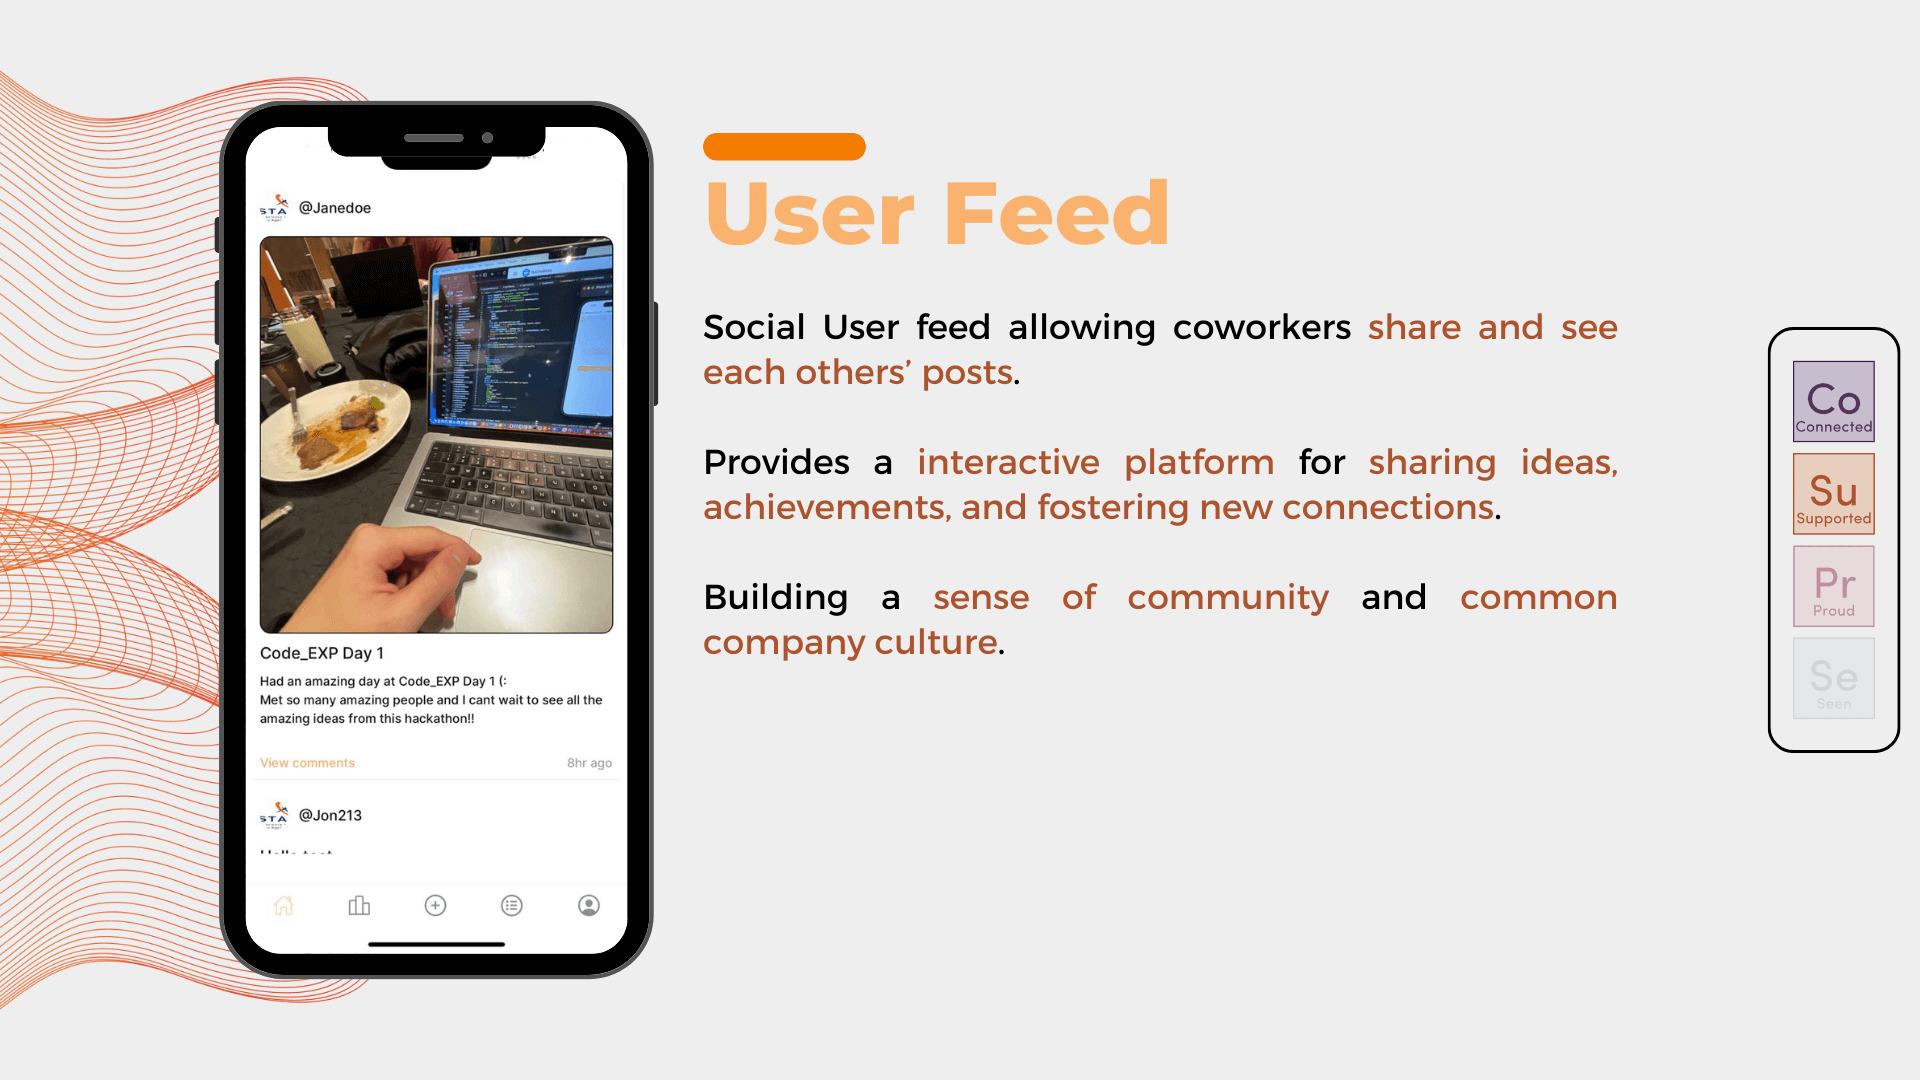 @Janedoe
STA
Code_EXP Day 1
Had an amazing day at Code_EXP Day 1 (:
Met so many amazing people and I cant wait to see all the
amazing ideas from this hackathon!!
View comments
8hr ago
STA
@Jon213
User Feed
Social User feed allowing coworkers share and see
each others’ posts.
Provides a interactive platform for sharing ideas,
achievements, and fostering new connections.
Building a sense of community and common
company culture.
Co
Connected
Su
Supported
Pr
Proud
Se
Seen